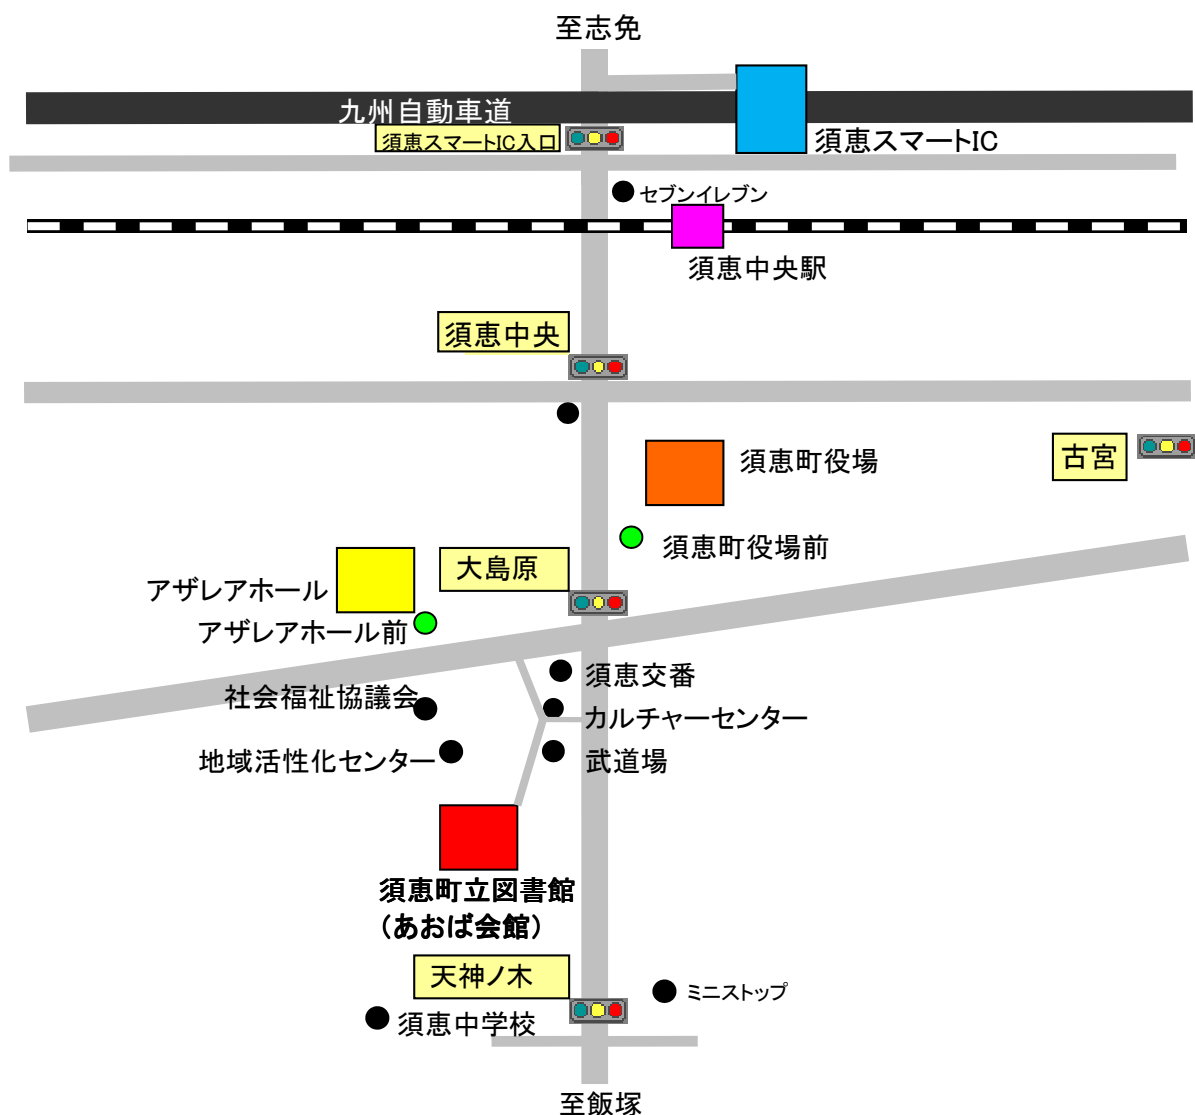 至志免
九州自動車道
須恵スマートIC入口
須恵スマートIC
セブンイレブン
須恵中央駅
須恵中央
須恵町役場
古宮
須恵町役場前
大島原
アザレアホール
アザレアホール前
須恵交番
社会福祉協議会
カルチャーセンター
地域活性化センター
武道場
須恵町立図書館
（あおば会館）
天神ノ木
ミニストップ
須恵中学校
至飯塚